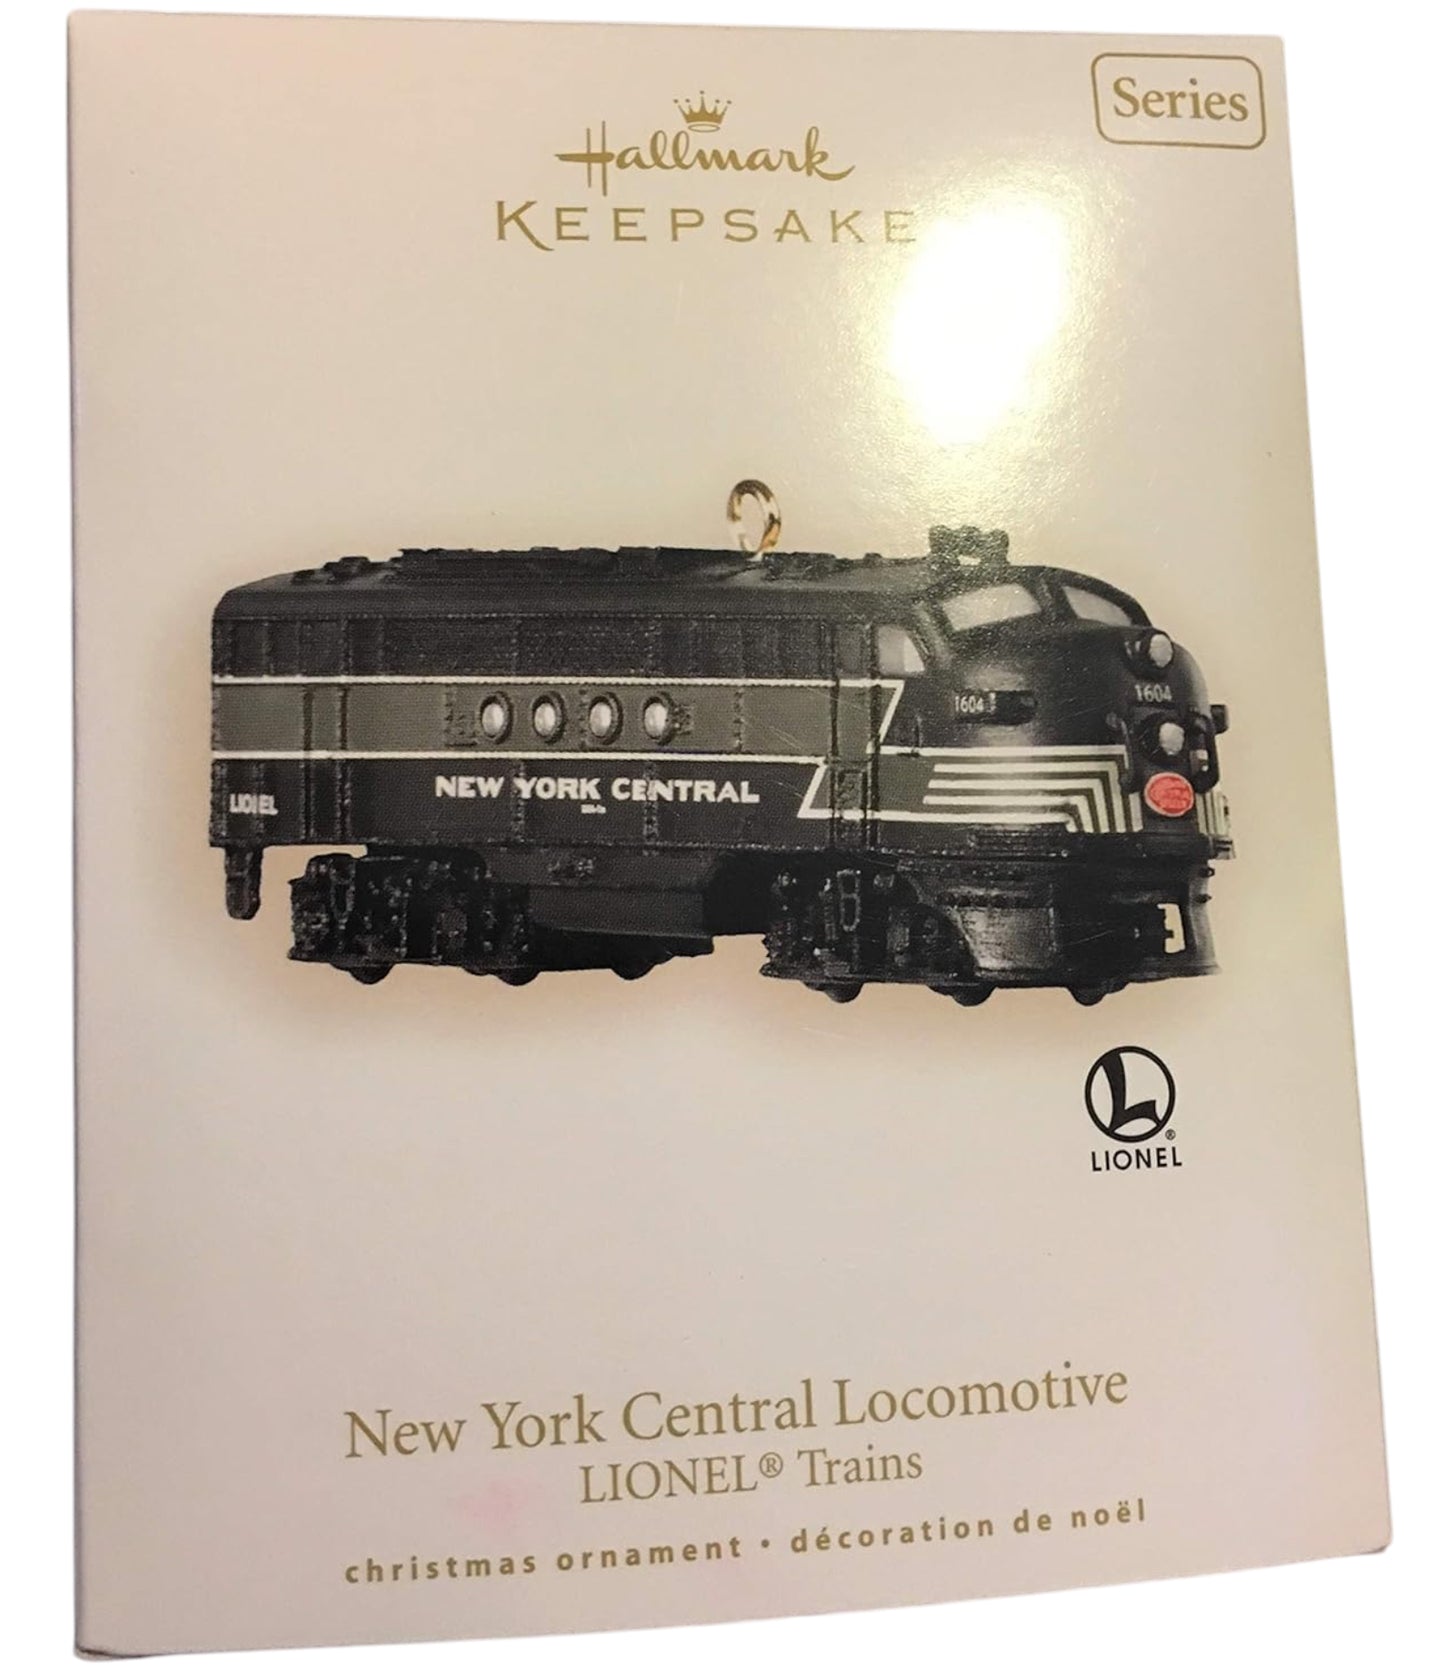 Series
Hallmark
KEEPSAKE
1604
1604
NEW YORK CENTRAL
LIONEL
L
®
LIONEL
New York Central Locomotive
LIONEL® Trains
christmas ornament • décoration de noël